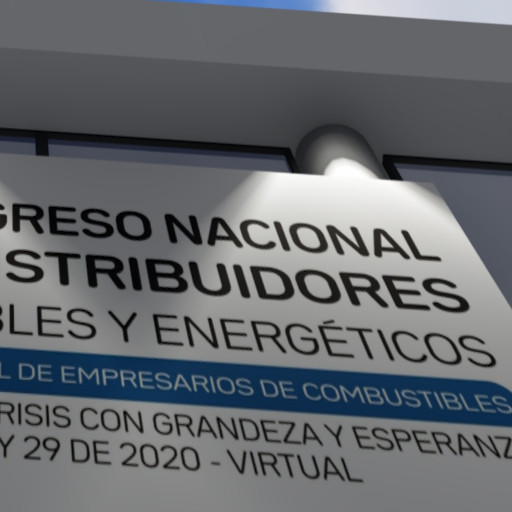 GRESO NACIONAL
STRIBUIDORES
BLES Y ENERGÉTICOS
L DE EMPRESARIOS DE COMBUSTIBLES
RISIS CON GRANDEZA Y ESPERANZ
Y 29 DE 2020 - VIRTUAL